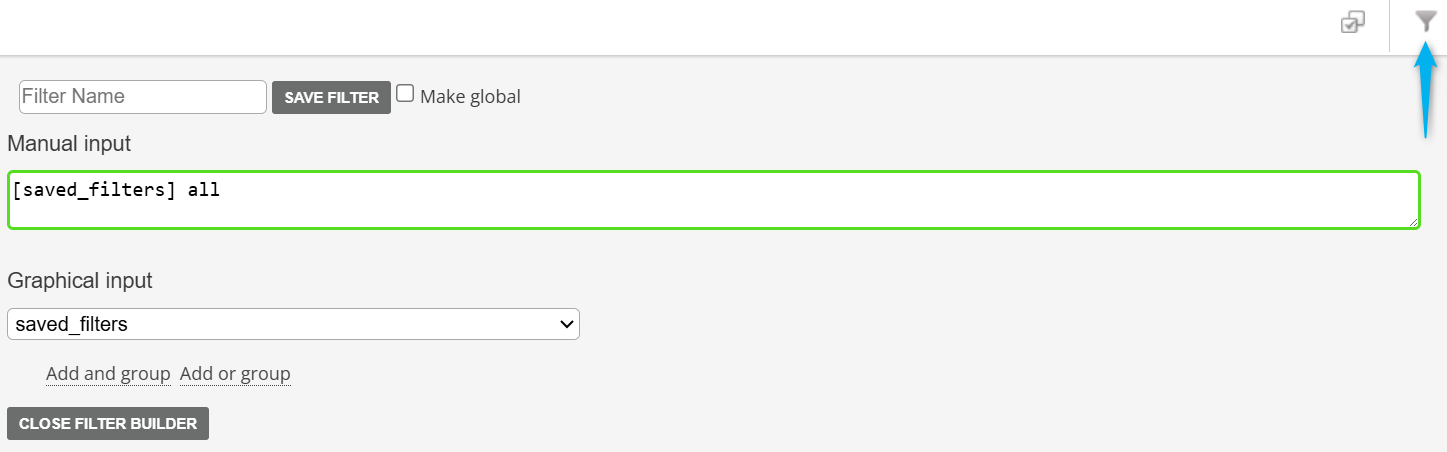 Filter Name SAVE FILTER Make global
Manual input
[saved_filters] all
Graphical input
saved_filters
Add and group Add or group
CLOSE FILTER BUILDER